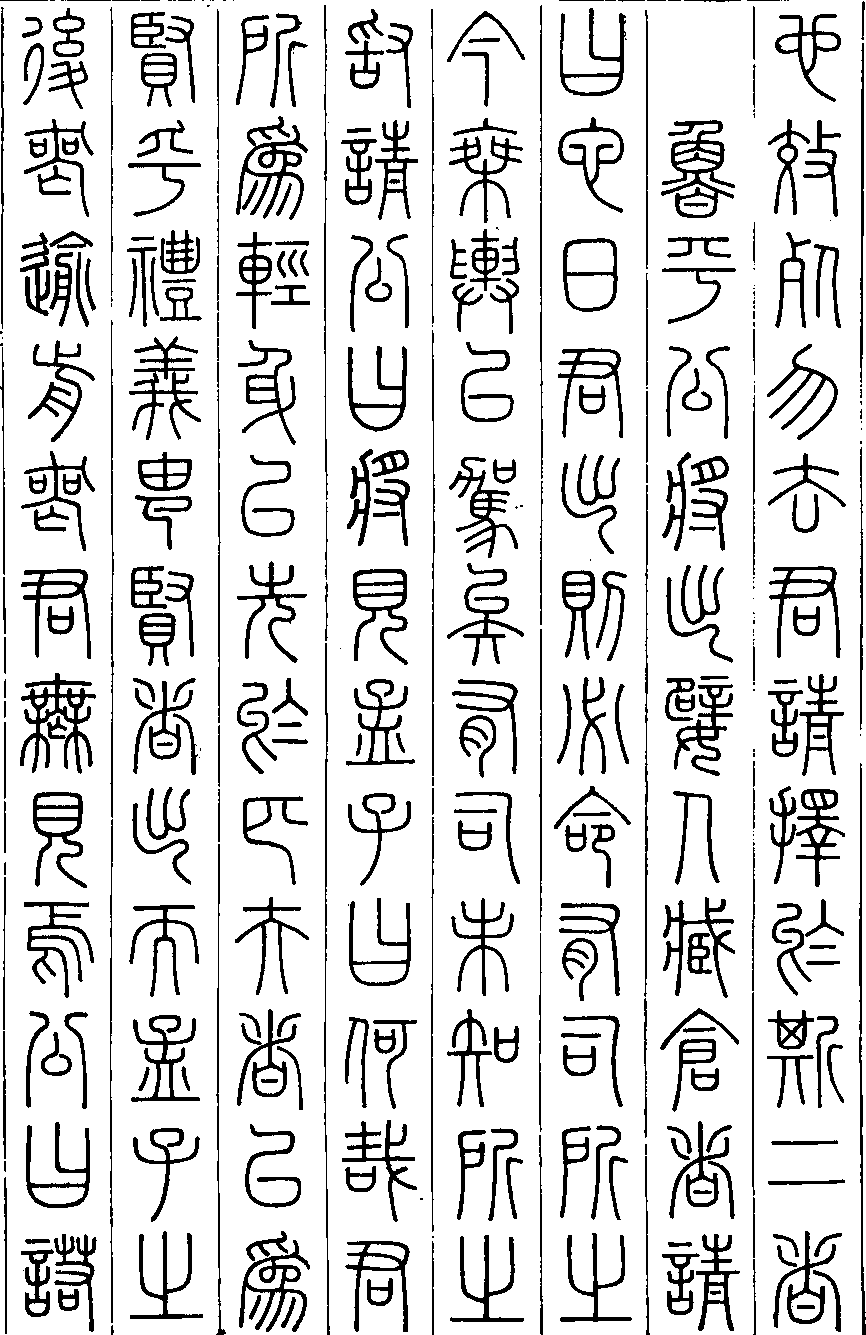 也效死勿去君請擇於斯二者
魯平公將出嬖人臧倉者請
曰它日君出則必命有司所之
今乘輿已駕矣有司未知所之
敢請公曰將見孟子曰何哉君
所爲輕身以先於匹夫者以爲
賢乎禮義由賢者出而孟子之
後喪逾前喪君無見焉公曰諾